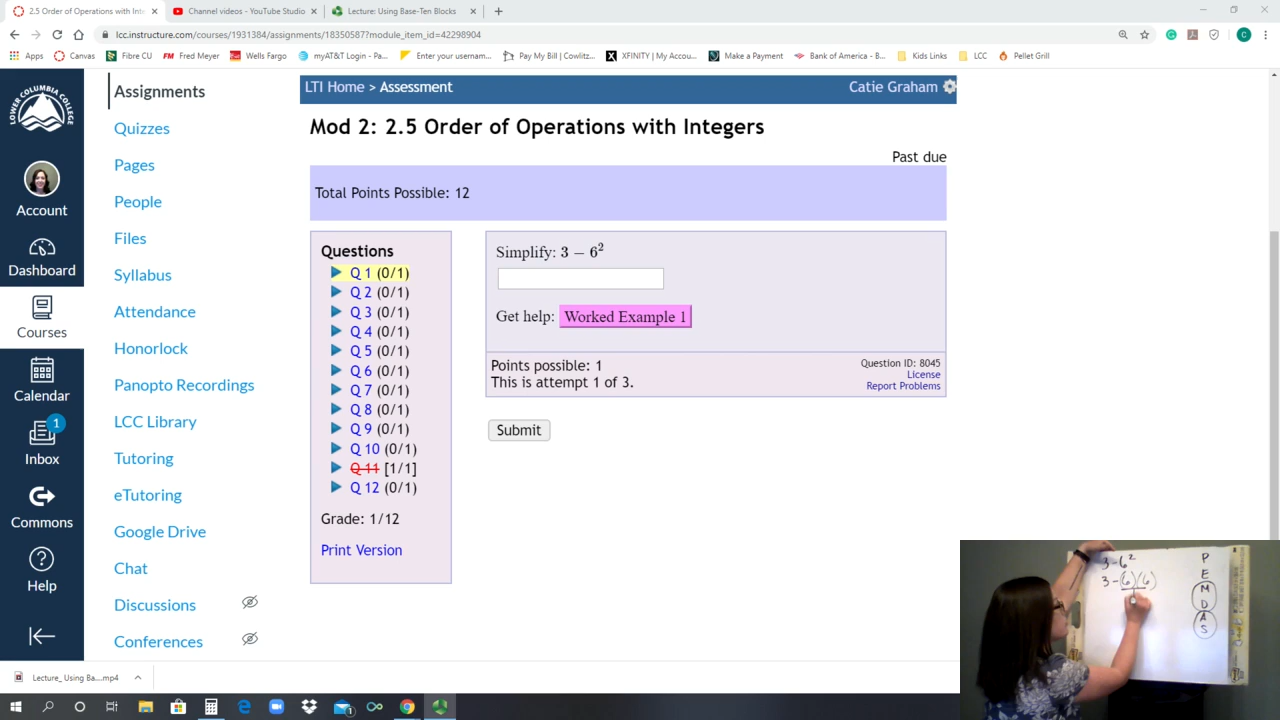 2.5 Order of Operations with Inte
Channel videos - YouTube Studio
Lecture: Using Base-Ten Blocks
lcc.instructure.com/courses/1931384/assignments/18350587?module_item_id=42298904
Apps
Canvas
Fibre CU
FM Fred Meyer
Wells Fargo
myAT&T Login - Pa...
Enter your usernam...
Pay My Bill | Cowlitz...
XFINITY | My Accou...
Make a Payment
Bank of America - B...
Kids Links
LCC
Pellet Grill
LOWER COLUMBIA COLLEGE
Account
Dashboard
Courses
Calendar
1
Inbox
Commons
Help
Assignments
Quizzes
Pages
People
Files
Syllabus
Attendance
Honorlock
Panopto Recordings
LCC Library
Tutoring
eTutoring
Google Drive
Chat
Discussions
Conferences
LTI Home > Assessment
Catie Graham
Mod 2: 2.5 Order of Operations with Integers
Past due
Total Points Possible: 12
Questions
Q 1 (0/1)
Q 2 (0/1)
Q 3 (0/1)
Q 4 (0/1)
Q 5 (0/1)
Q 6 (0/1)
Q 7 (0/1)
Q 8 (0/1)
Q 9 (0/1)
Q 10 (0/1)
Q 11 [1/1]
Q 12 (0/1)
Grade: 1/12
Print Version
Simplify: 3 − 6²
Get help: Worked Example 1
Points possible: 1
This is attempt 1 of 3.
Question ID: 8045
License
Report Problems
Submit
3-6²
3-(6)(6)
P
E
M
D
A
S
Lecture_ Using Ba....mp4